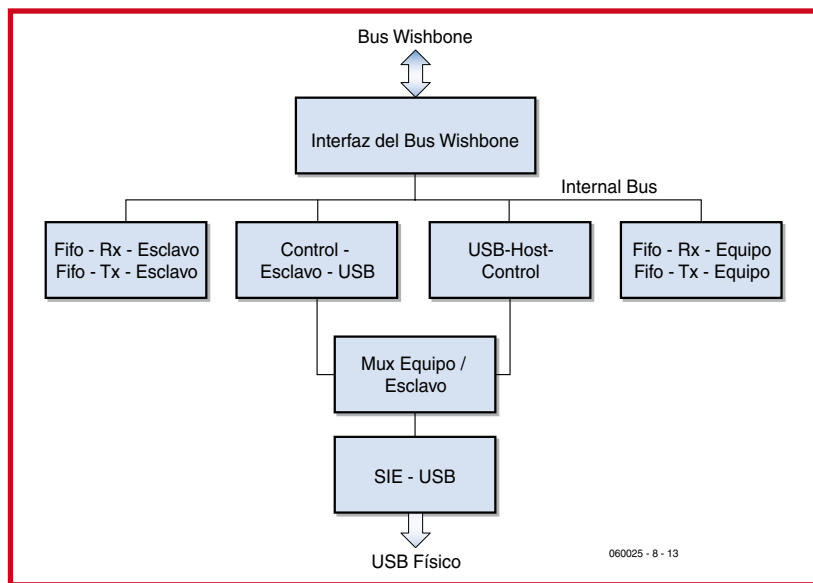 Bus Wishbone
Interfaz del Bus Wishbone
Internal Bus
Fifo - Rx - Esclavo
Fifo - Tx - Esclavo
Control -
Esclavo - USB
USB-Host-
Control
Fifo - Rx - Equipo
Fifo - Tx - Equipo
Mux Equipo /
Esclavo
SIE - USB
USB Físico
060025 - 8 - 13